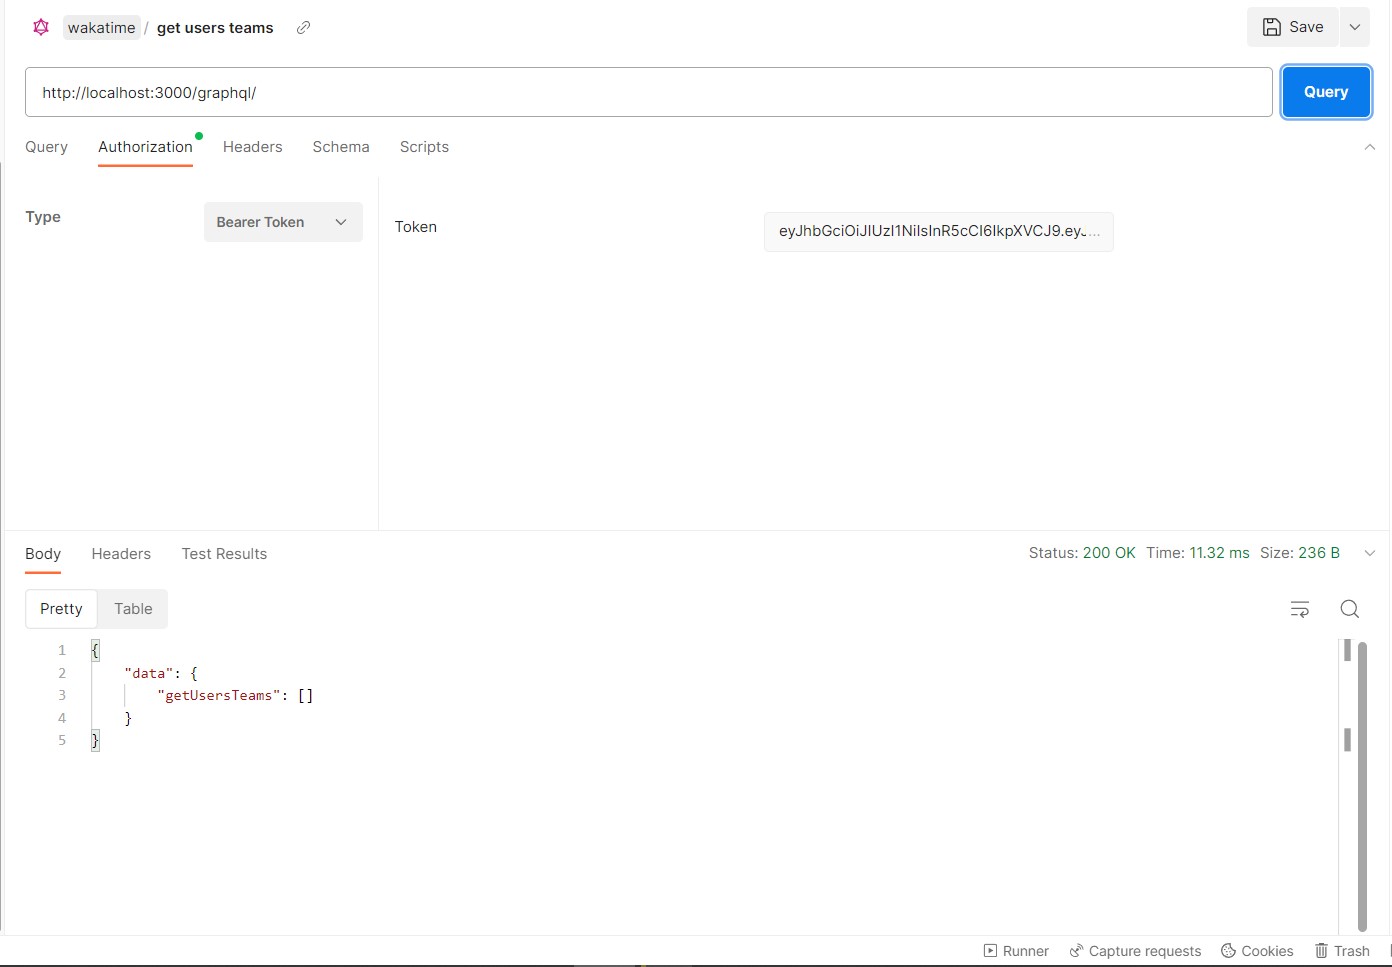 wakatime / get users teams
Save
http://localhost:3000/graphql/
Query
Query Authorization Headers Schema Scripts
Type
Bearer Token
Token
eyJhbGciOiJIUzI1NiIsInR5cCI6IkpXVCJ9.eyJ...
Body Headers Test Results
Status: 200 OK Time: 11.32 ms Size: 236 B
Pretty Table
1 {
2 "data": {
3 "getUsersTeams": []
4 }
5 }
Runner Capture requests Cookies Trash